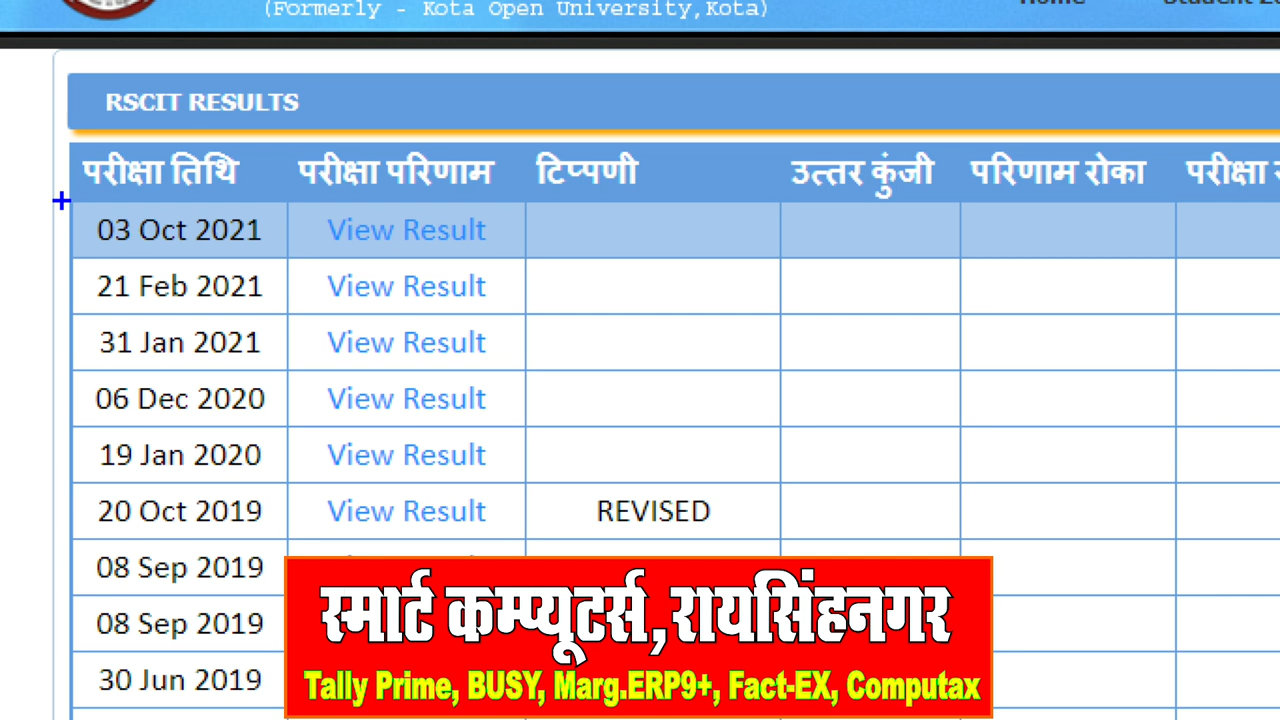 (Formerly - Kota Open University,Kota)
Home
RSCIT RESULTS
परीक्षा तिथि परीक्षा परिणाम टिप्पणी उत्तर कुंजी परिणाम रोका परीक्षा
03 Oct 2021 View Result
21 Feb 2021 View Result
31 Jan 2021 View Result
06 Dec 2020 View Result
19 Jan 2020 View Result
20 Oct 2019 View Result REVISED
08 Sep 2019
08 Sep 2019
30 Jun 2019
स्मार्ट कम्प्यूटर्स,रायसिंहनगर
Tally Prime, BUSY, Marg.ERP9+, Fact-EX, Computax